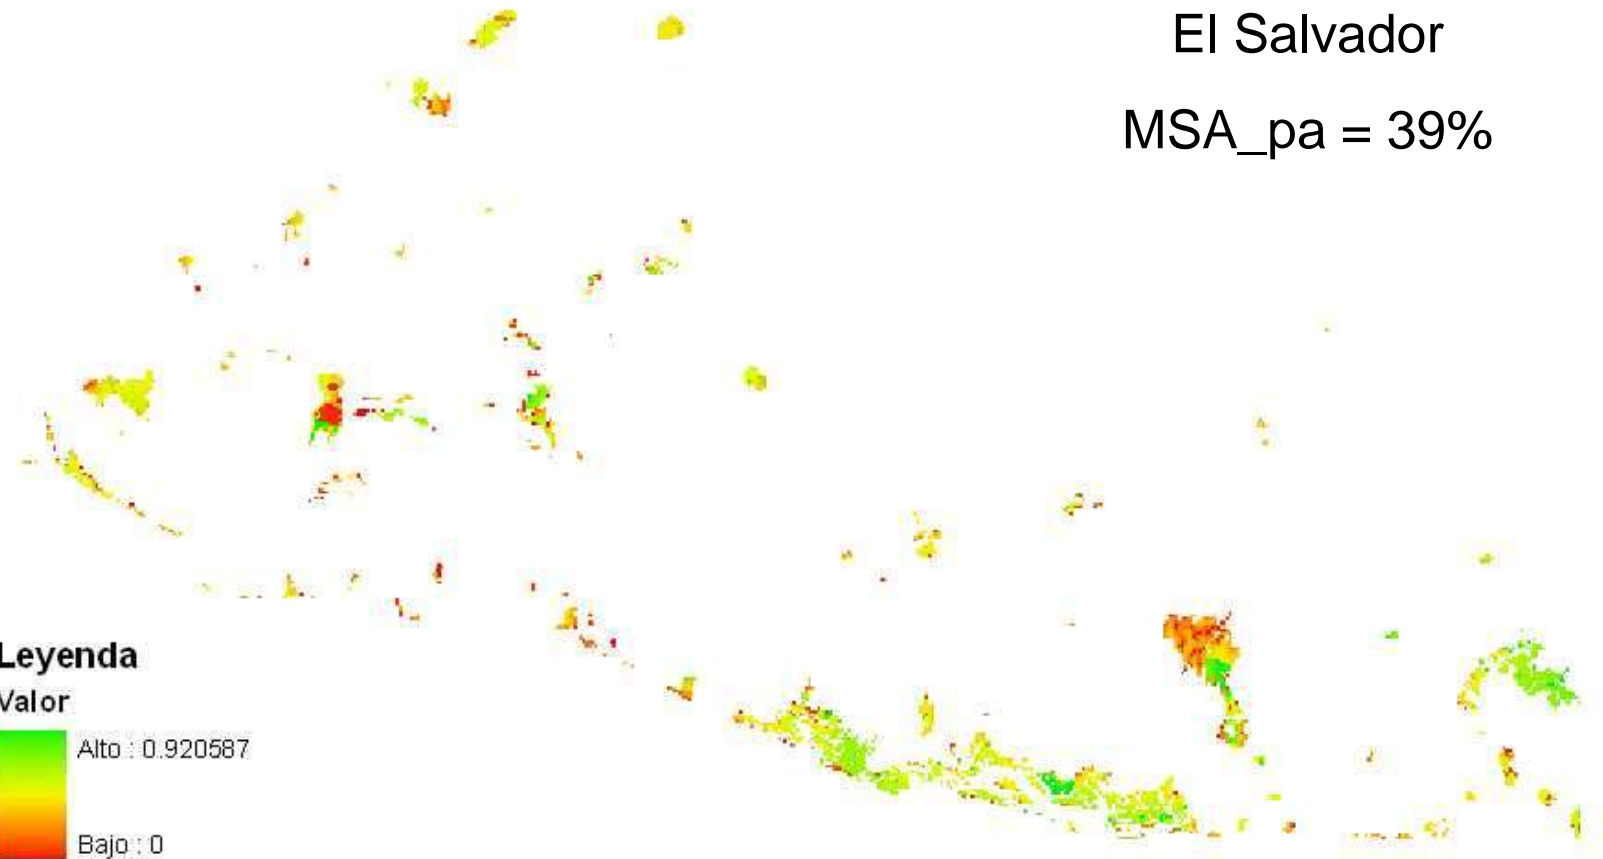 El Salvador
MSA_pa = 39%
Leyenda
Valor
Alto : 0.920587
Bajo : 0